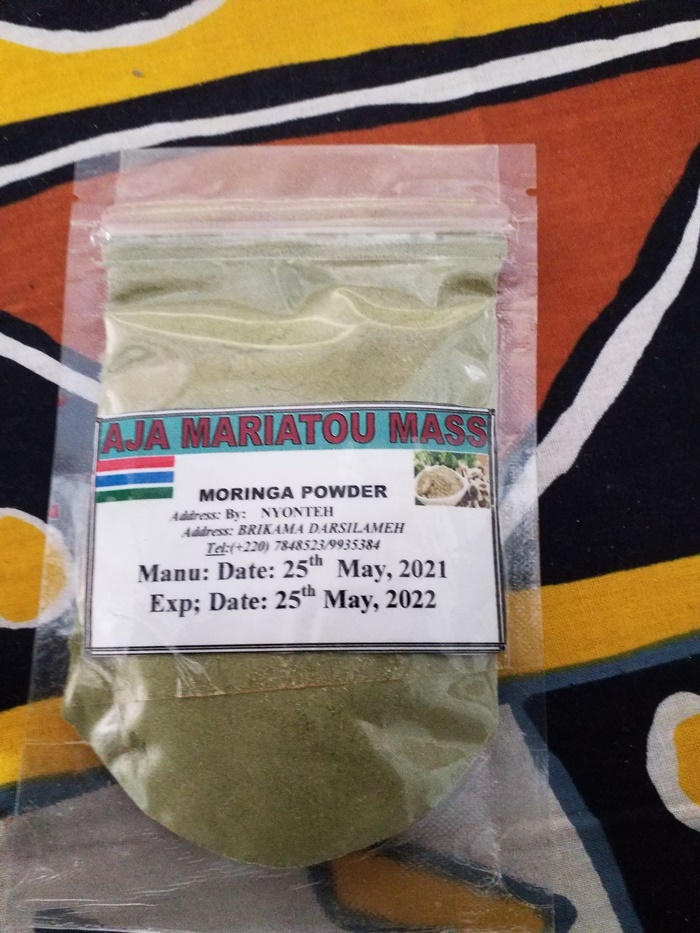 AJA MARIATOU MASS
MORINGA POWDER
Address: By: NYONTEH
Address: BRIKAMA DARSILAMEH
Tel:(+220) 7848523/9935384
Manu: Date: 25th May, 2021
Exp; Date: 25th May, 2022